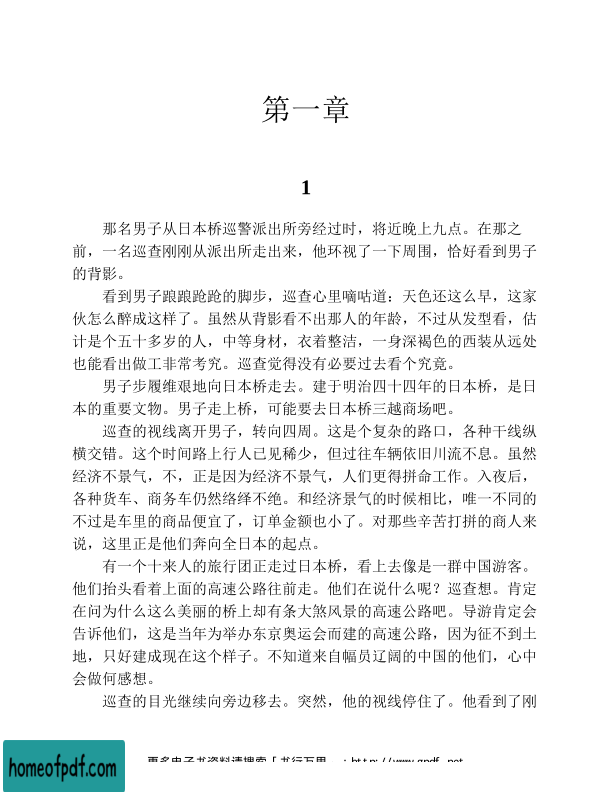 第一章
1
那名男子从日本桥巡警派出所旁经过时，将近晚上九点。在那之
前，一名巡查刚刚从派出所走出来，他环视了一下周围，恰好看到男子
的背影。
看到男子踉踉跄跄的脚步，巡查心里嘀咕道：天色还这么早，这家
伙怎么醉成这样了。虽然从背影看不出那人的年龄，不过从发型看，估
计是个五十多岁的人，中等身材，衣着整洁，一身深褐色的西装从远处
也能看出做工非常考究。巡查觉得没有必要过去看个究竟。
男子步履维艰地向日本桥走去。建于明治四十四年的日本桥，是日
本的重要文物。男子走上桥，可能要去日本桥三越商场吧。
巡查的视线离开男子，转向四周。这是个复杂的路口，各种干线纵
横交错。这个时间路上行人已见稀少，但过往车辆依旧川流不息。虽然
经济不景气，不，正是因为经济不景气，人们更得拼命工作。入夜后，
各种货车、商务车仍然络绎不绝。和经济景气的时候相比，唯一不同的
不过是车里的商品便宜了，订单金额也小了。对那些辛苦打拼的商人来
说，这里正是他们奔向全日本的起点。
有一个十来人的旅行团正走过日本桥，看上去像是一群中国游客。
他们抬头看着上面的高速公路往前走。他们在说什么呢？巡查想。肯定
在问为什么这么美丽的桥上却有条大煞风景的高速公路吧。导游肯定会
告诉他们，这是当年为举办东京奥运会而建的高速公路，因为征不到土
地，只好建成现在这个样子。不知道来自幅员辽阔的中国的他们，心中
会做何感想。
巡查的目光继续向旁边移去。突然，他的视线停住了。他看到了刚
更多电子书资料请搜索「书行万里
homeofpdf.com